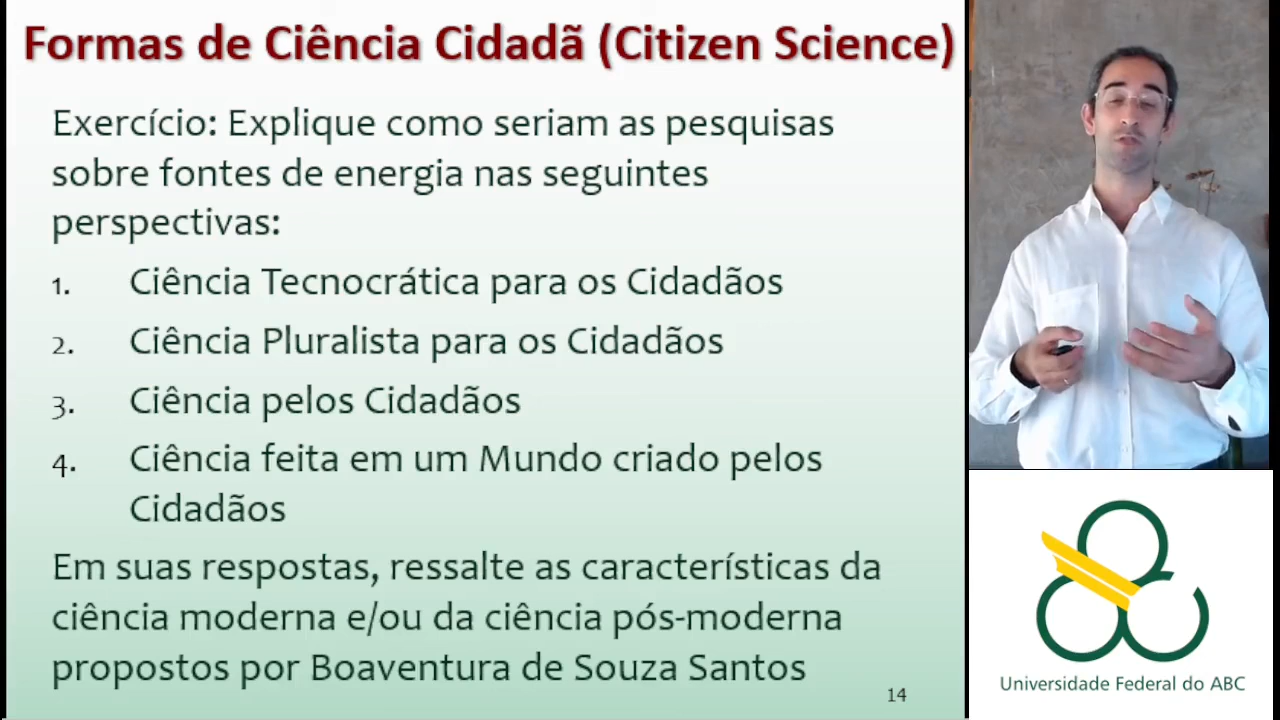 Formas de Ciência Cidadã (Citizen Science)
Exercício: Explique como seriam as pesquisas
sobre fontes de energia nas seguintes
perspectivas:
1. Ciência Tecnocrática para os Cidadãos
2. Ciência Pluralista para os Cidadãos
3. Ciência pelos Cidadãos
4. Ciência feita em um Mundo criado pelos
Cidadãos
Em suas respostas, ressalte as características da
ciência moderna e/ou da ciência pós-moderna
propostos por Boaventura de Souza Santos
14
Universidade Federal do ABC